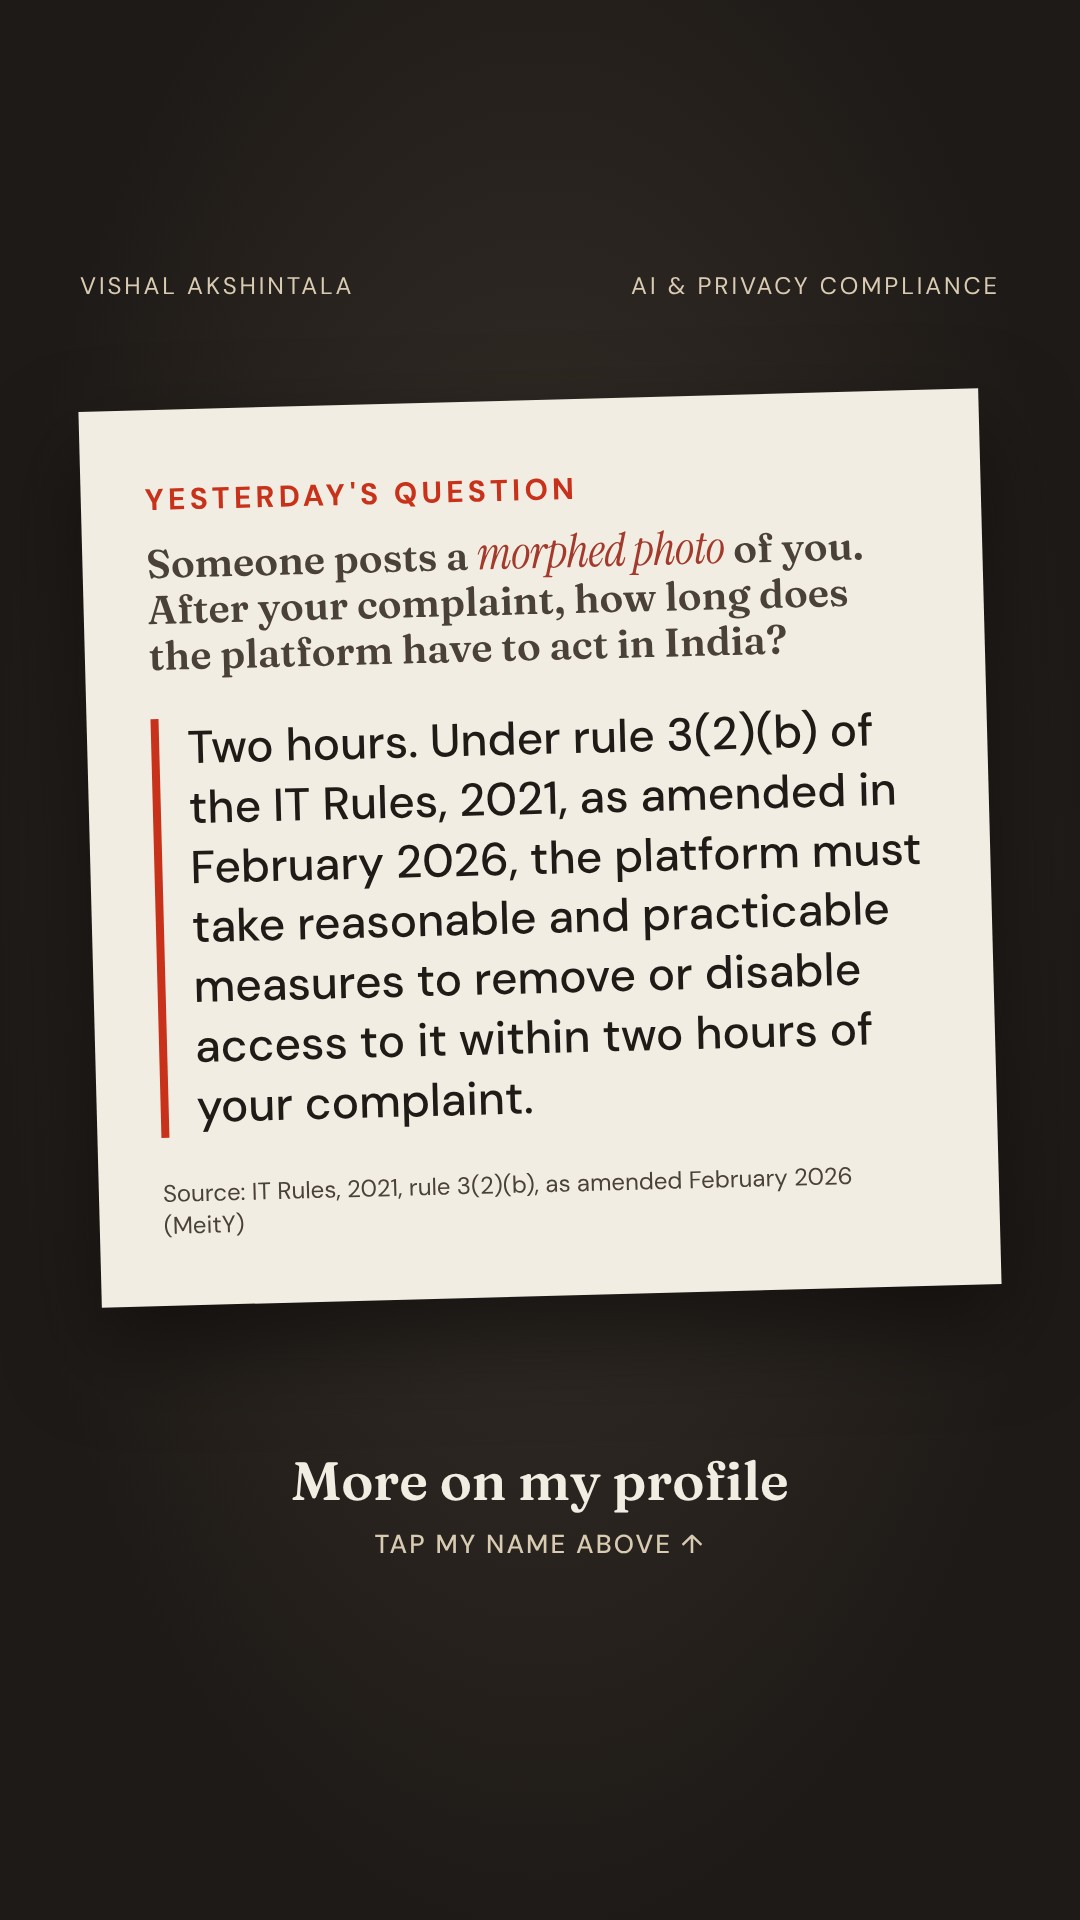 VISHAL AKSHINTALA
AI & PRIVACY COMPLIANCE
YESTERDAY'S QUESTION
Someone posts a morphed photo of you.
After your complaint, how long does
the platform have to act in India?
Two hours. Under rule 3(2)(b) of
the IT Rules, 2021, as amended in
February 2026, the platform must
take reasonable and practicable
measures to remove or disable
access to it within two hours of
your complaint.
Source: IT Rules, 2021, rule 3(2)(b), as amended February 2026
(MeitY)
More on my profile
TAP MY NAME ABOVE ↑